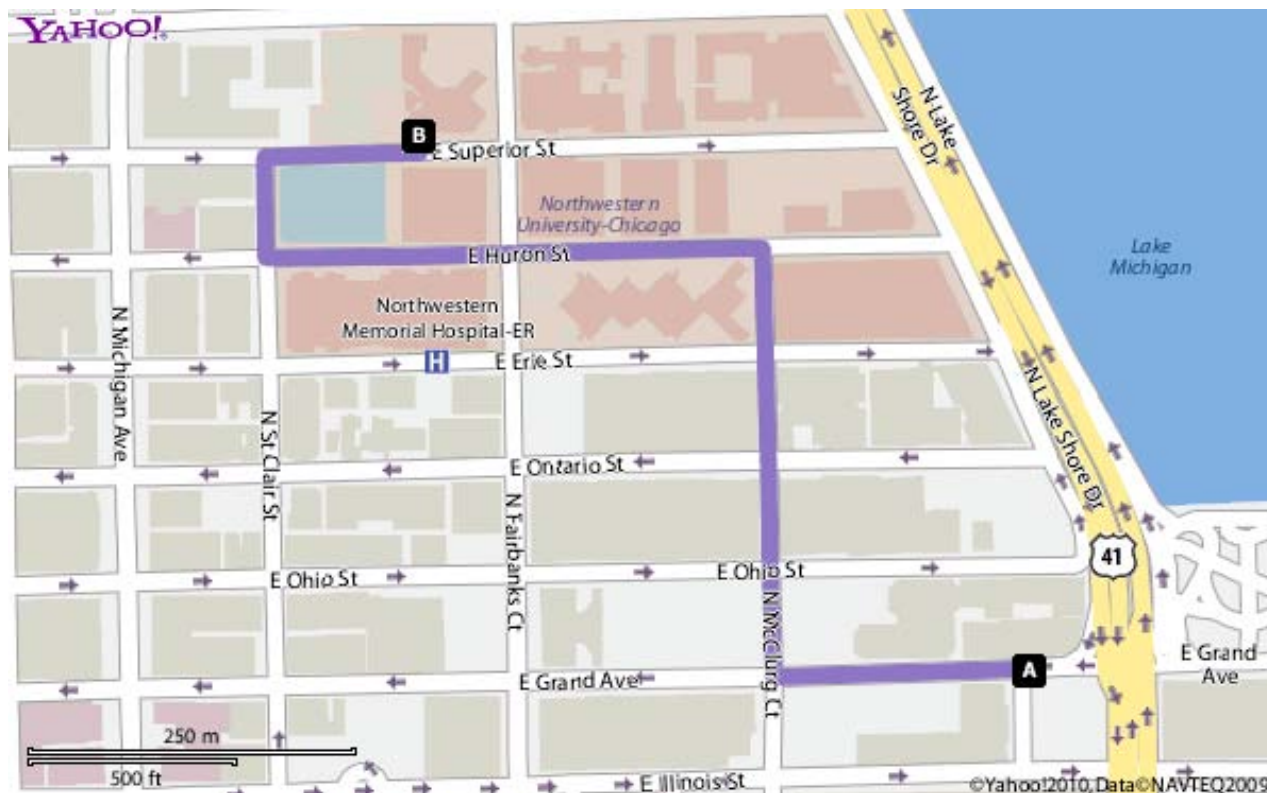 YAHOO!
B
E Superior St
N Lake
Shore Dr
Northwestern
University-Chicago
E Huron St
Lake
Michigan
Northwestern
Memorial Hospital-ER
H
E Erie St
N Michigan Ave
N St Clair St
N Fairbanks Ct
N Lake Shore Dr
E Ontario St
41
E Ohio St
E Ohio St
N McClurg Ct
A
E Grand Ave
E Grand
Ave
250 m
500 ft
E Illinois St
©Yahoo!2010,Data©NAVTEQ2009